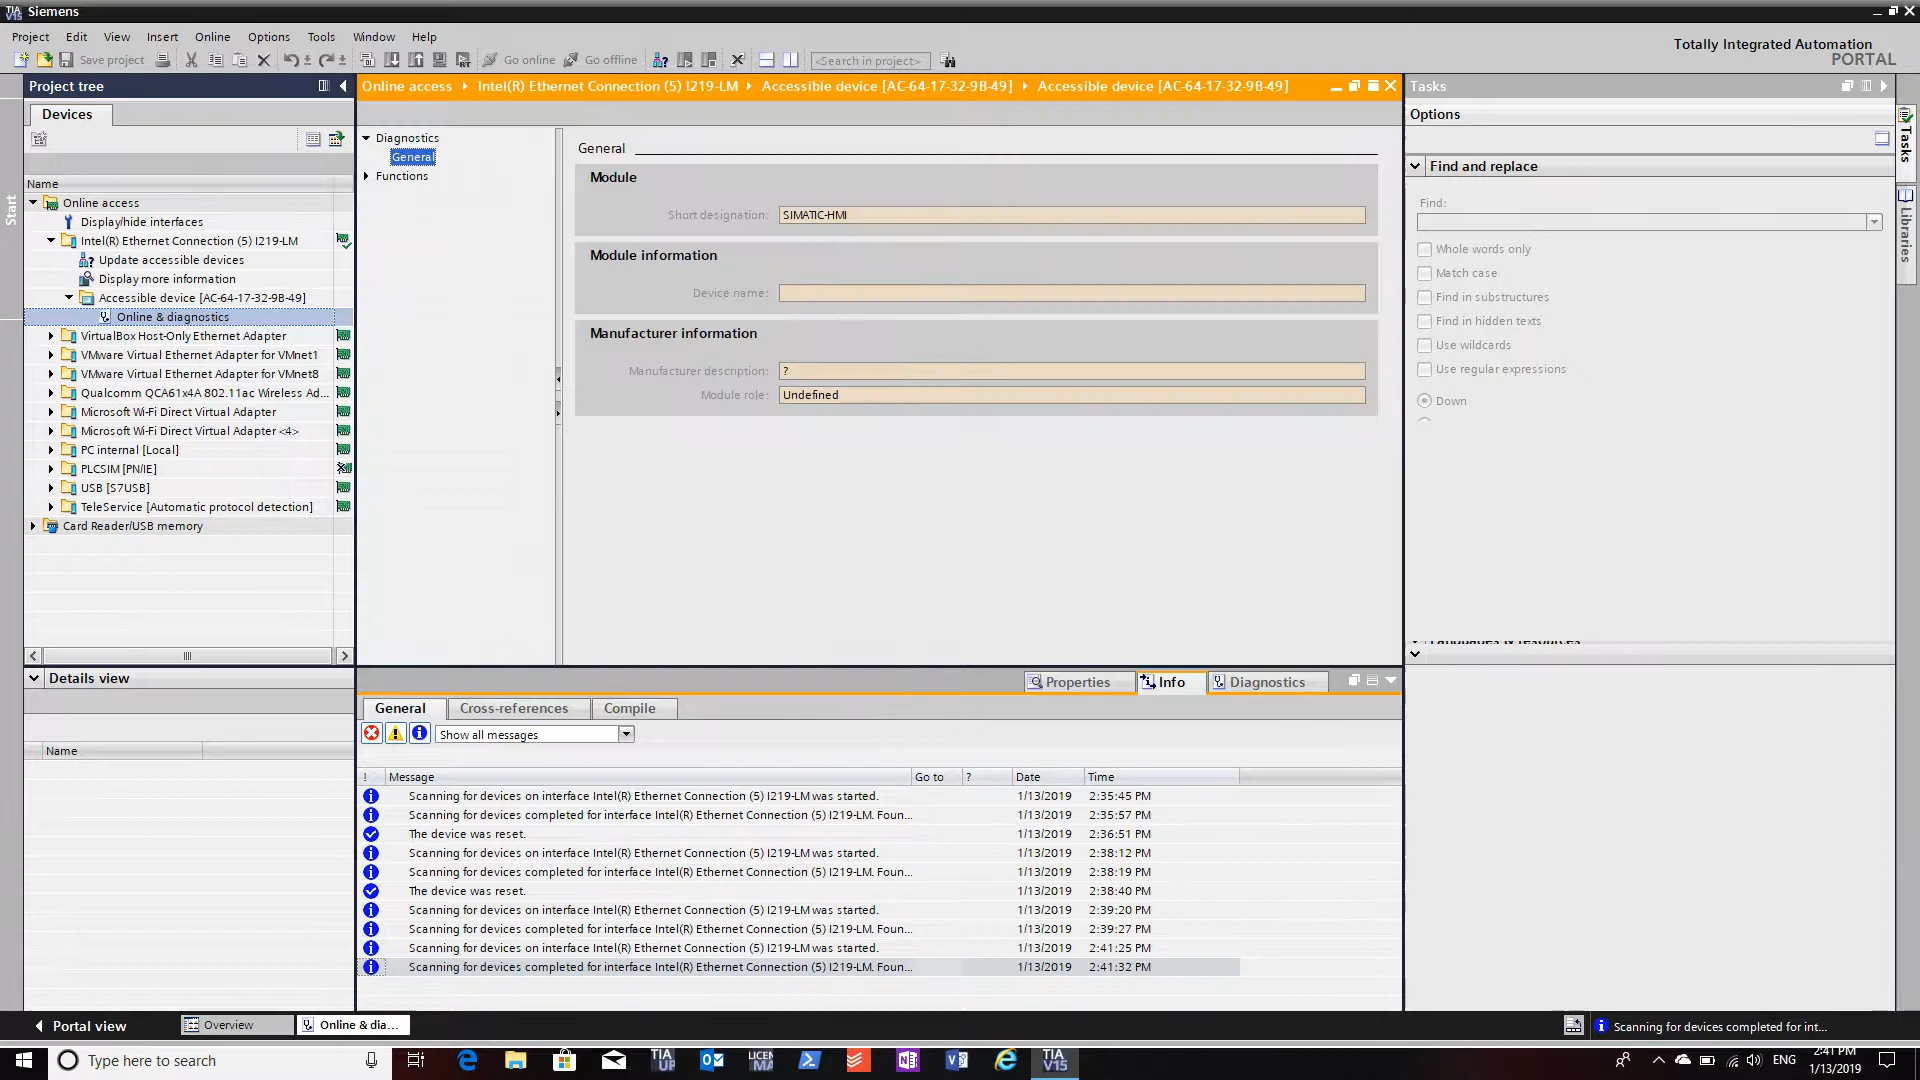 TIA V15 Siemens
Project Edit View Insert Online Options Tools Window Help
Totally Integrated Automation
PORTAL
Save project Go online Go offline <Search in project>
Project tree
Online access Intel(R) Ethernet Connection (5) I219-LM Accessible device [AC-64-17-32-9B-49] Accessible device [AC-64-17-32-9B-49]
Tasks
Devices
Options
Start
Tasks
Libraries
Name
Online access
Display/hide interfaces
Intel(R) Ethernet Connection (5) I219-LM
Update accessible devices
Display more information
Accessible device [AC-64-17-32-9B-49]
Online & diagnostics
VirtualBox Host-Only Ethernet Adapter
VMware Virtual Ethernet Adapter for VMnet1
VMware Virtual Ethernet Adapter for VMnet8
Qualcomm QCA61x4A 802.11ac Wireless Ad...
Microsoft Wi-Fi Direct Virtual Adapter
Microsoft Wi-Fi Direct Virtual Adapter <4>
PC internal [Local]
PLCSIM [PN/IE]
USB [S7USB]
TeleService [Automatic protocol detection]
Card Reader/USB memory
Diagnostics
General
Functions
General
Module
Short designation: SIMATIC-HMI
Module information
Device name:
Manufacturer information
Manufacturer description: ?
Module role: Undefined
Find and replace
Find:
Whole words only
Match case
Find in substructures
Find in hidden texts
Use wildcards
Use regular expressions
Down
Languages & resources
Details view
Name
Properties Info Diagnostics
General Cross-references Compile
Show all messages
! Message Go to ? Date Time
Scanning for devices on interface Intel(R) Ethernet Connection (5) I219-LM was started. 1/13/2019 2:35:45 PM
Scanning for devices completed for interface Intel(R) Ethernet Connection (5) I219-LM. Foun... 1/13/2019 2:35:57 PM
The device was reset. 1/13/2019 2:36:51 PM
Scanning for devices on interface Intel(R) Ethernet Connection (5) I219-LM was started. 1/13/2019 2:38:12 PM
Scanning for devices completed for interface Intel(R) Ethernet Connection (5) I219-LM. Foun... 1/13/2019 2:38:19 PM
The device was reset. 1/13/2019 2:38:40 PM
Scanning for devices on interface Intel(R) Ethernet Connection (5) I219-LM was started. 1/13/2019 2:39:20 PM
Scanning for devices completed for interface Intel(R) Ethernet Connection (5) I219-LM. Foun... 1/13/2019 2:39:27 PM
Scanning for devices on interface Intel(R) Ethernet Connection (5) I219-LM was started. 1/13/2019 2:41:25 PM
Scanning for devices completed for interface Intel(R) Ethernet Connection (5) I219-LM. Foun... 1/13/2019 2:41:32 PM
Portal view Overview Online & dia... Scanning for devices completed for int...
Type here to search TIA UP LICEN MA TIA V15 ENG 2:41 PM
1/13/2019